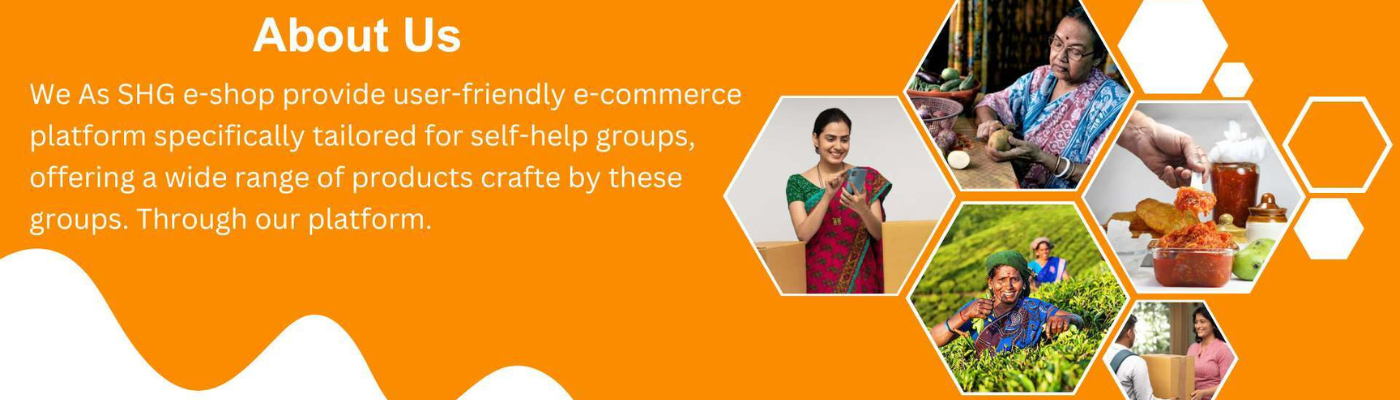 About Us
We As SHG e-shop provide user-friendly e-commerce
platform specifically tailored for self-help groups,
offering a wide range of products crafte by these
groups. Through our platform.